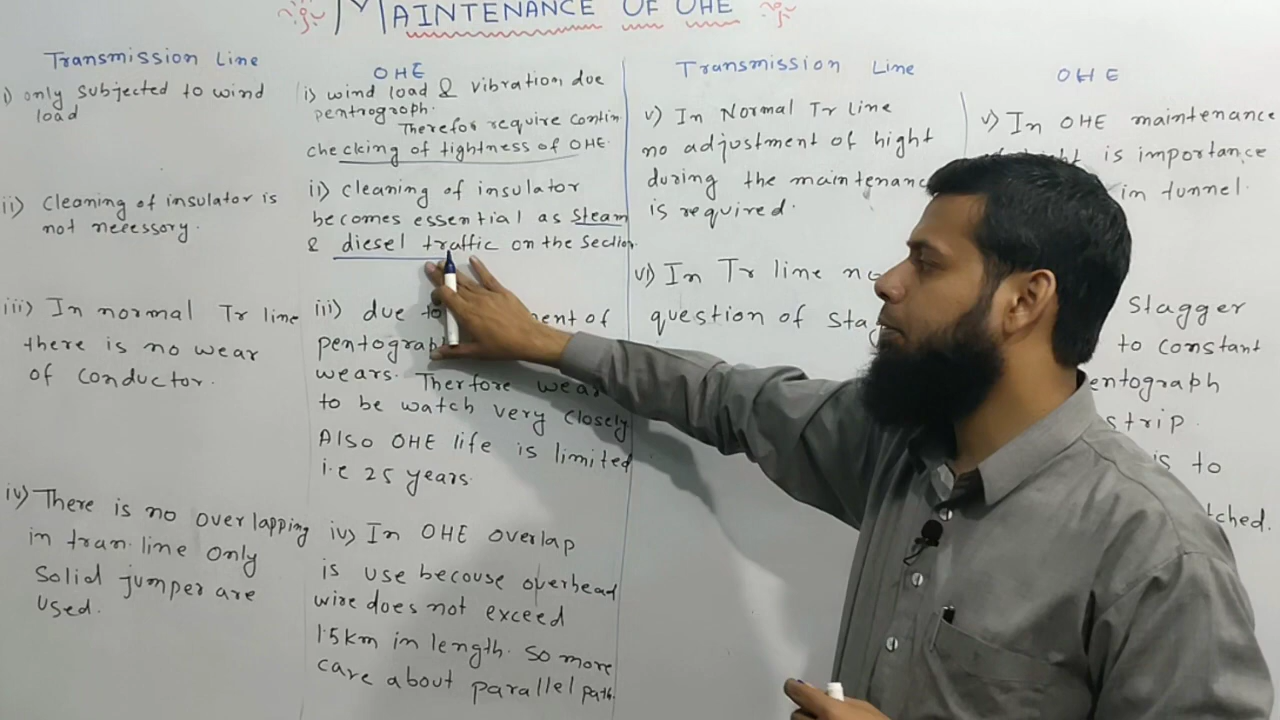 MAINTENANCE OF OHE
Transmission Line
i) only subjected to wind
load
ii) Cleaning of insulator is
not necessory.
iii) In normal Tr line
there is no wear
of conductor.
iv) There is no overlapping
in tran. line only
Solid jumper are
used.
OHE
i) wind load & vibration due
pentrograph.
Therefor require contin
checking of tightness of OHE.
ii) cleaning of insulator
becomes essential as steam
& diesel traffic on the section
iii) due to
wears. Therfore
to be watch very closely
Also OHE life is limited
i.e 25 years.
iv) In OHE overlap
is use becouse overhead
wire does not exceed
1.5km in length. so more
care about parallel path.
Transmission Line
v) In Normal Tr line
no adjustment of hight
during the maintenanc
is required.
vi) In Tr line no
question of
OHE
v) In OHE maintenance
is importance
in tunnel.
Stagger
to constant
entograph
strip.
is to
tched.